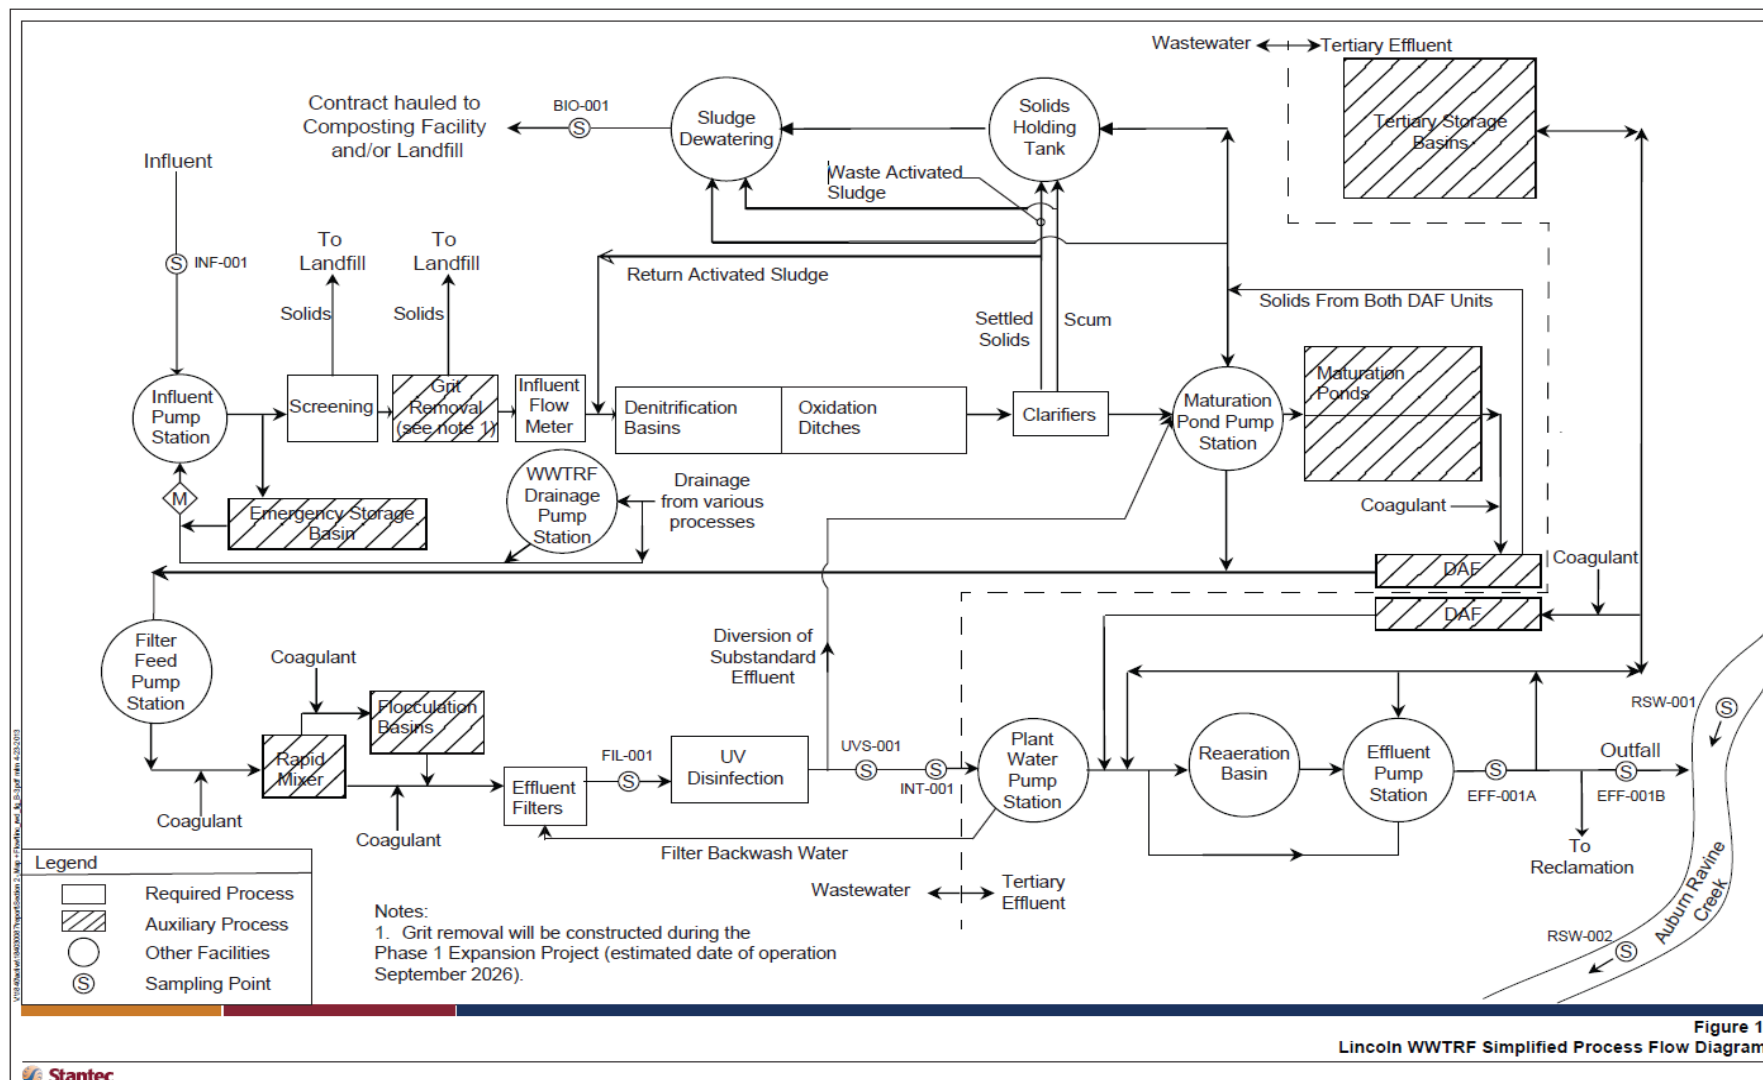 Wastewater
Tertiary Effluent
Contract hauled to
Composting Facility
and/or Landfill
BIO-001
S
Sludge
Dewatering
Solids
Holding
Tank
Tertiary Storage
Basins
Influent
Waste Activated
Sludge
S
INF-001
To
Landfill
To
Landfill
Return Activated Sludge
Solids
Solids
Settled
Solids
Scum
Solids From Both DAF Units
Influent
Pump
Station
Screening
Grit
Removal
(see note 1)
Influent
Flow
Meter
Denitrification
Basins
Oxidation
Ditches
Clarifiers
Maturation
Pond Pump
Station
Maturation
Ponds
M
Emergency Storage
Basin
WWTRF
Drainage
Pump
Station
Drainage
from various
processes
Coagulant
DAF
Coagulant
DAF
Filter
Feed
Pump
Station
Coagulant
Diversion of
Substandard
Effluent
Flocculation
Basins
Rapid
Mixer
Coagulant
Coagulant
Effluent
Filters
FIL-001
S
UV
Disinfection
UVS-001
S
S
INT-001
Plant
Water
Pump
Station
Reaeration
Basin
Effluent
Pump
Station
S
EFF-001A
Outfall
S
EFF-001B
RSW-001
S
To
Reclamation
Filter Backwash Water
Wastewater
Tertiary
Effluent
Auburn Ravine
Creek
RSW-002
S
Legend
Required Process
Auxiliary Process
Other Facilities
S
Sampling Point
Notes:
1. Grit removal will be constructed during the
Phase 1 Expansion Project (estimated date of operation
September 2026).
Figure 1
Lincoln WWTRF Simplified Process Flow Diagram
Stantec